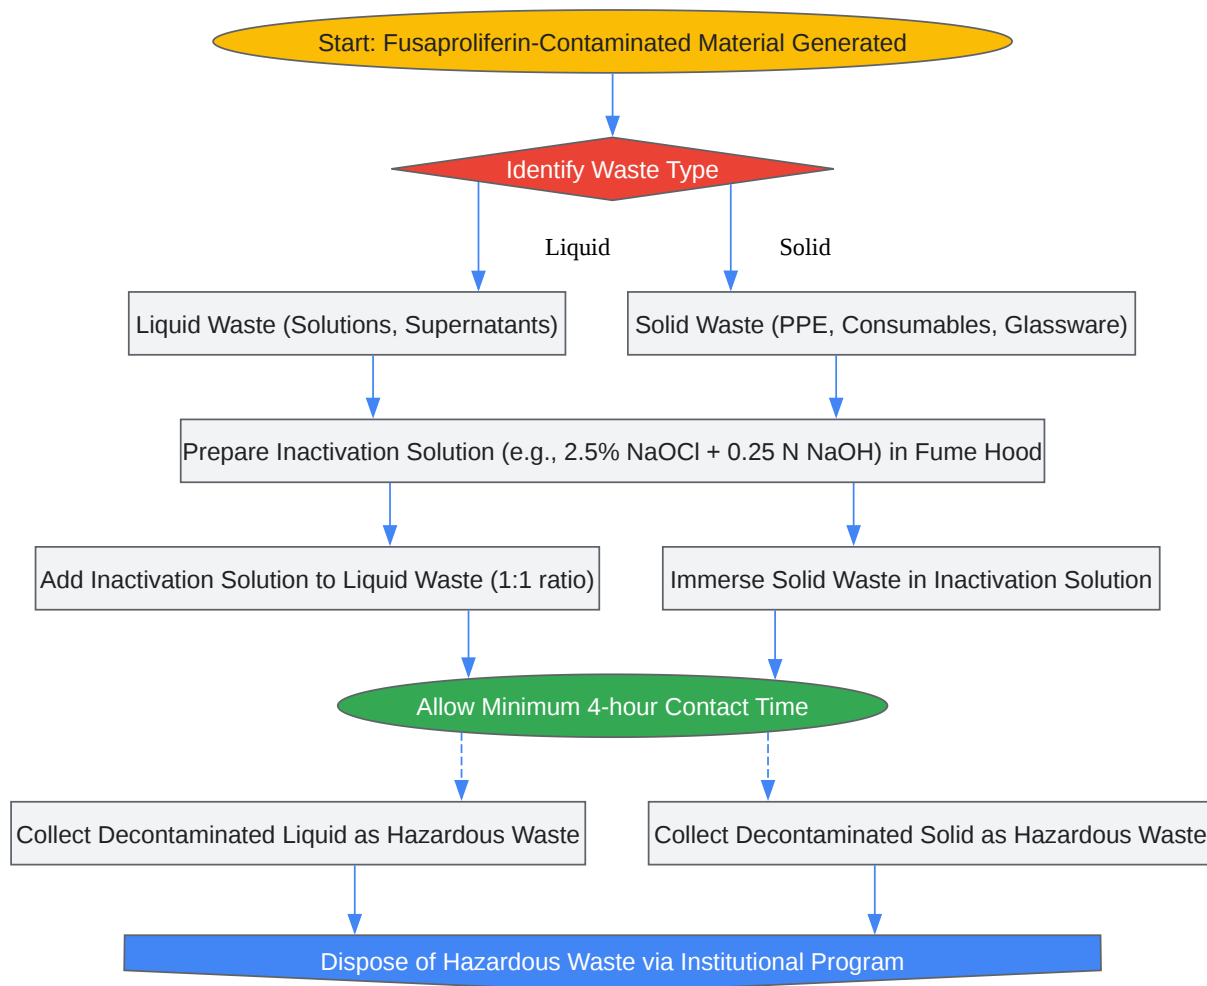 Start: Fusaproliferin-Contaminated Material Generated
Identify Waste Type
Liquid
Solid
Liquid Waste (Solutions, Supernatants)
Solid Waste (PPE, Consumables, Glassware)
Prepare Inactivation Solution (e.g., 2.5% NaOCl + 0.25 N NaOH) in Fume Hood
Add Inactivation Solution to Liquid Waste (1:1 ratio)
Immerse Solid Waste in Inactivation Solution
Allow Minimum 4-hour Contact Time
Collect Decontaminated Liquid as Hazardous Waste
Collect Decontaminated Solid as Hazardous Waste
Dispose of Hazardous Waste via Institutional Program